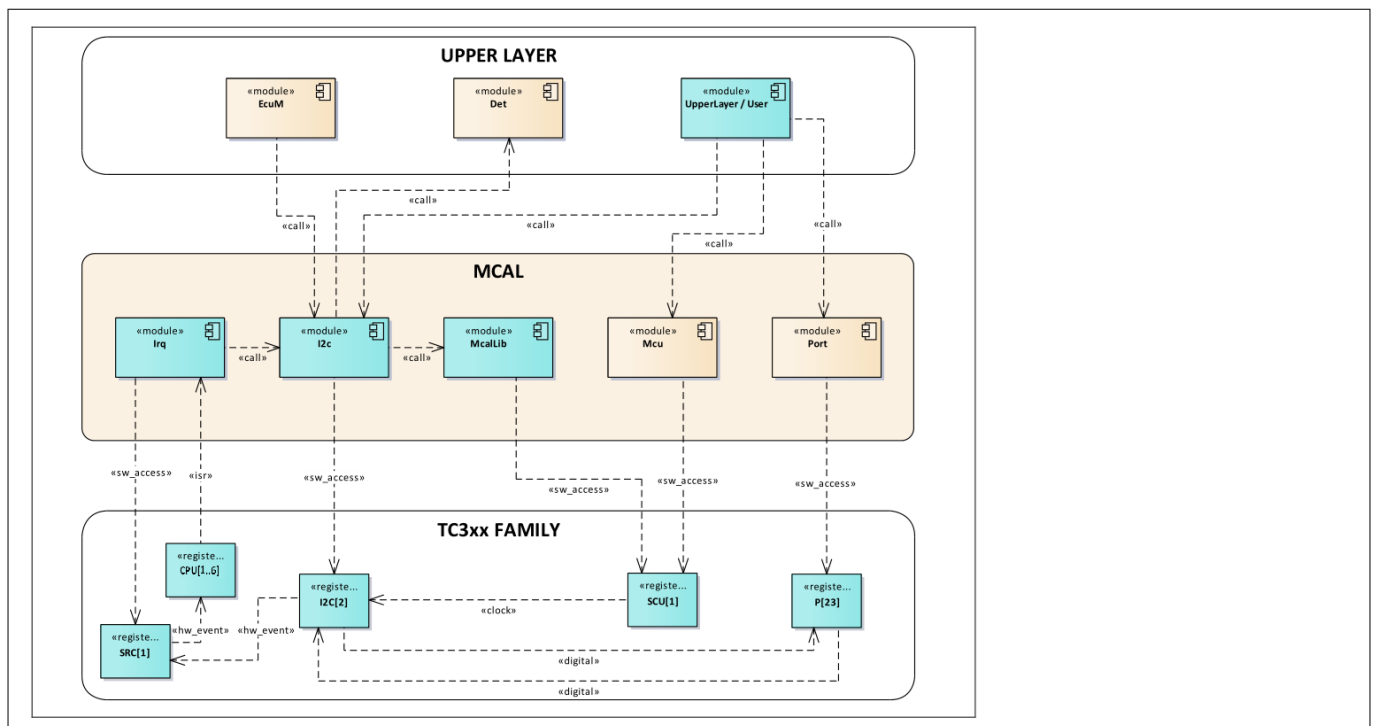 UPPER LAYER
«module»
EcuM
«module»
Det
«module»
UpperLayer / User
«call»
«call»
«call»
«call»
«call»
MCAL
«module»
Irq
«call»
«module»
I2c
«call»
«module»
McalLib
«module»
Mcu
«module»
Port
«sw_access»
«isr»
«sw_access»
«sw_access»
«sw_access»
«sw_access»
TC3xx FAMILY
«registe...
CPU[1..6]
«registe...
I2C[2]
«registe...
SCU[1]
«registe...
P[23]
«clock»
«hw_event»
«hw_event»
«registe...
SRC[1]
«digital»
«digital»